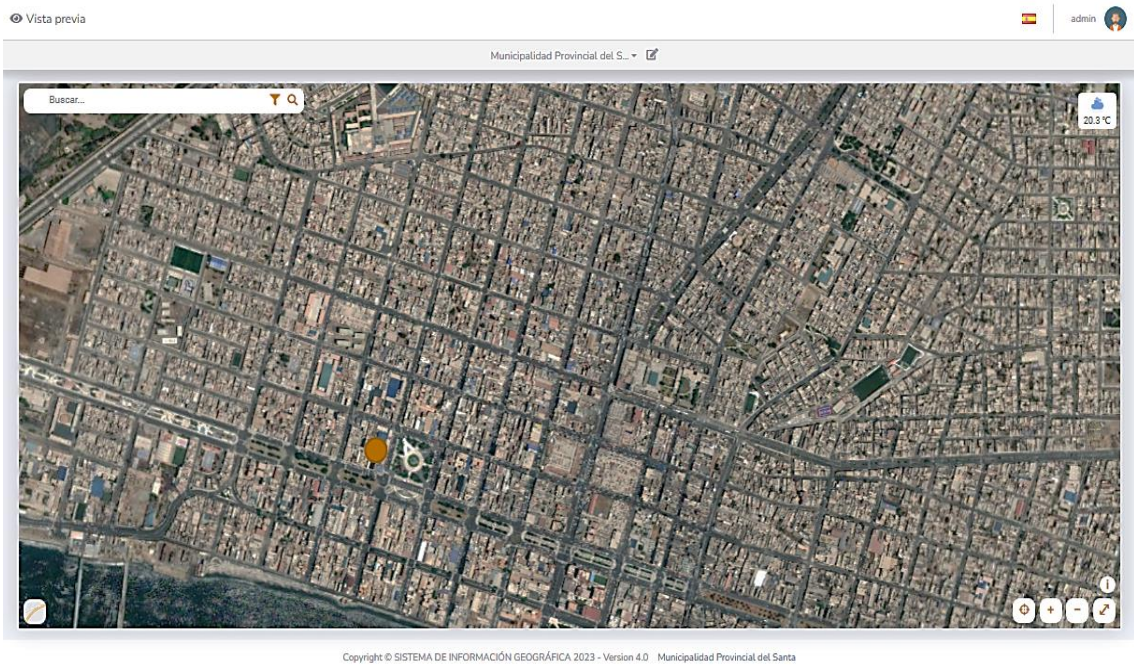 Vista previa
admin
Municipalidad Provincial del S...
Buscar...
20.3 °C
Copyright © SISTEMA DE INFORMACIÓN GEOGRÁFICA 2023 - Version 4.0 Municipalidad Provincial del Santa